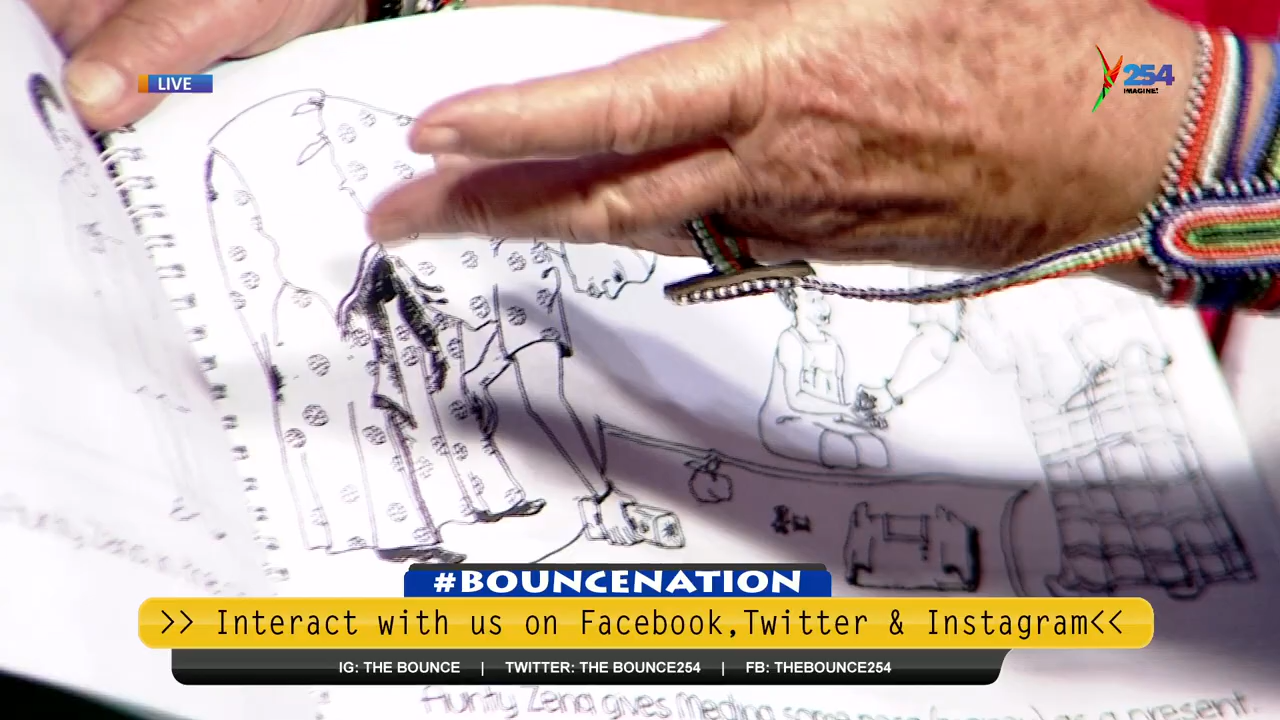 LIVE
254
IMAGINE!
#BOUNCENATION
>> Interact with us on Facebook,Twitter & Instagram<<
IG: THE BOUNCE | TWITTER: THE BOUNCE254 | FB: THEBOUNCE254
Aunty Zena gives Medina some as a present.